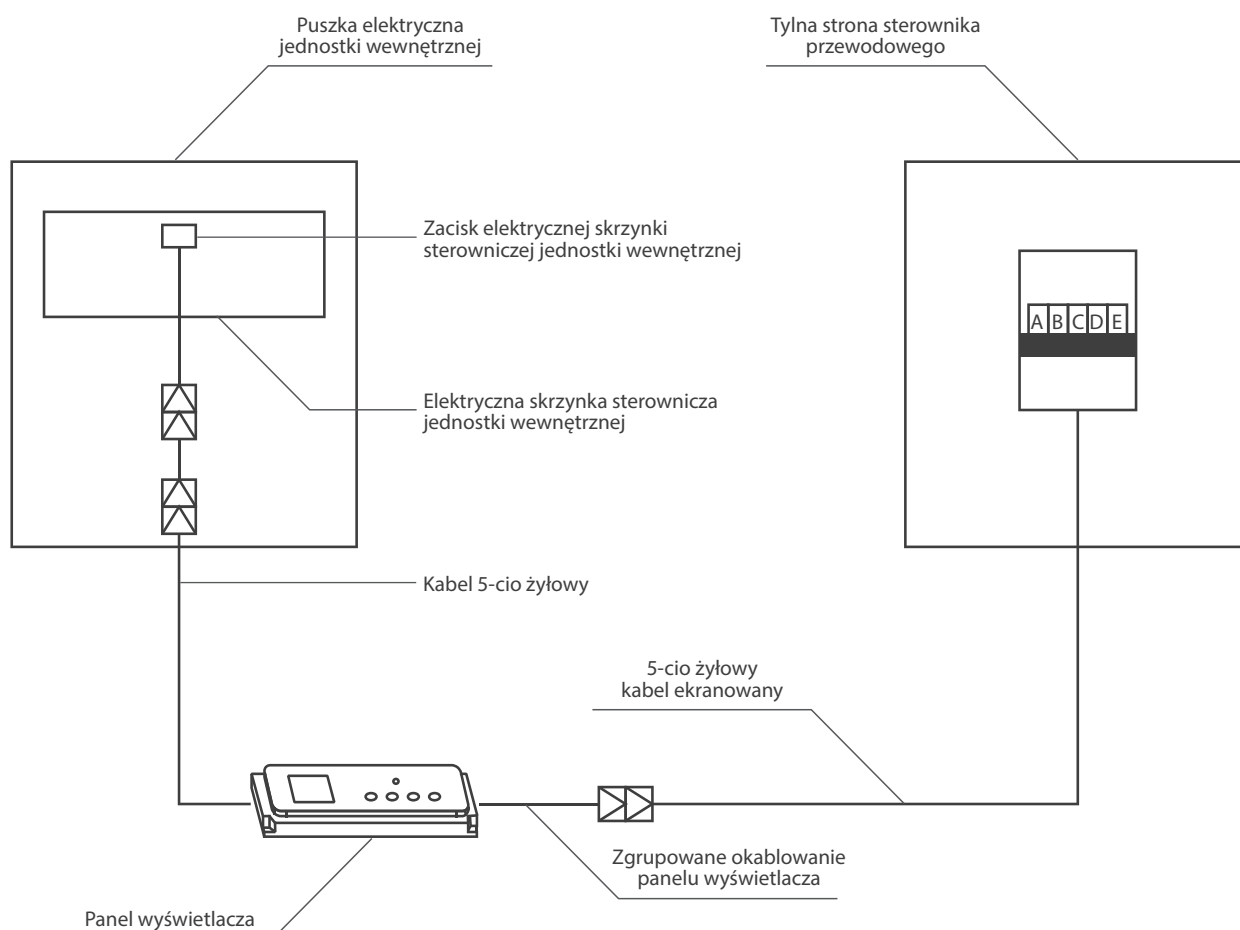 Puszka elektryczna
jednostki wewnętrznej
Tylna strona sterownika
przewodowego
Zacisk elektrycznej skrzynki
sterowniczej jednostki wewnętrznej
A B C D E
Elektryczna skrzynka sterownicza
jednostki wewnętrznej
Kabel 5-cio żyłowy
5-cio żyłowy
kabel ekranowany
Zgrupowane okablowanie
panelu wyświetlacza
Panel wyświetlacza